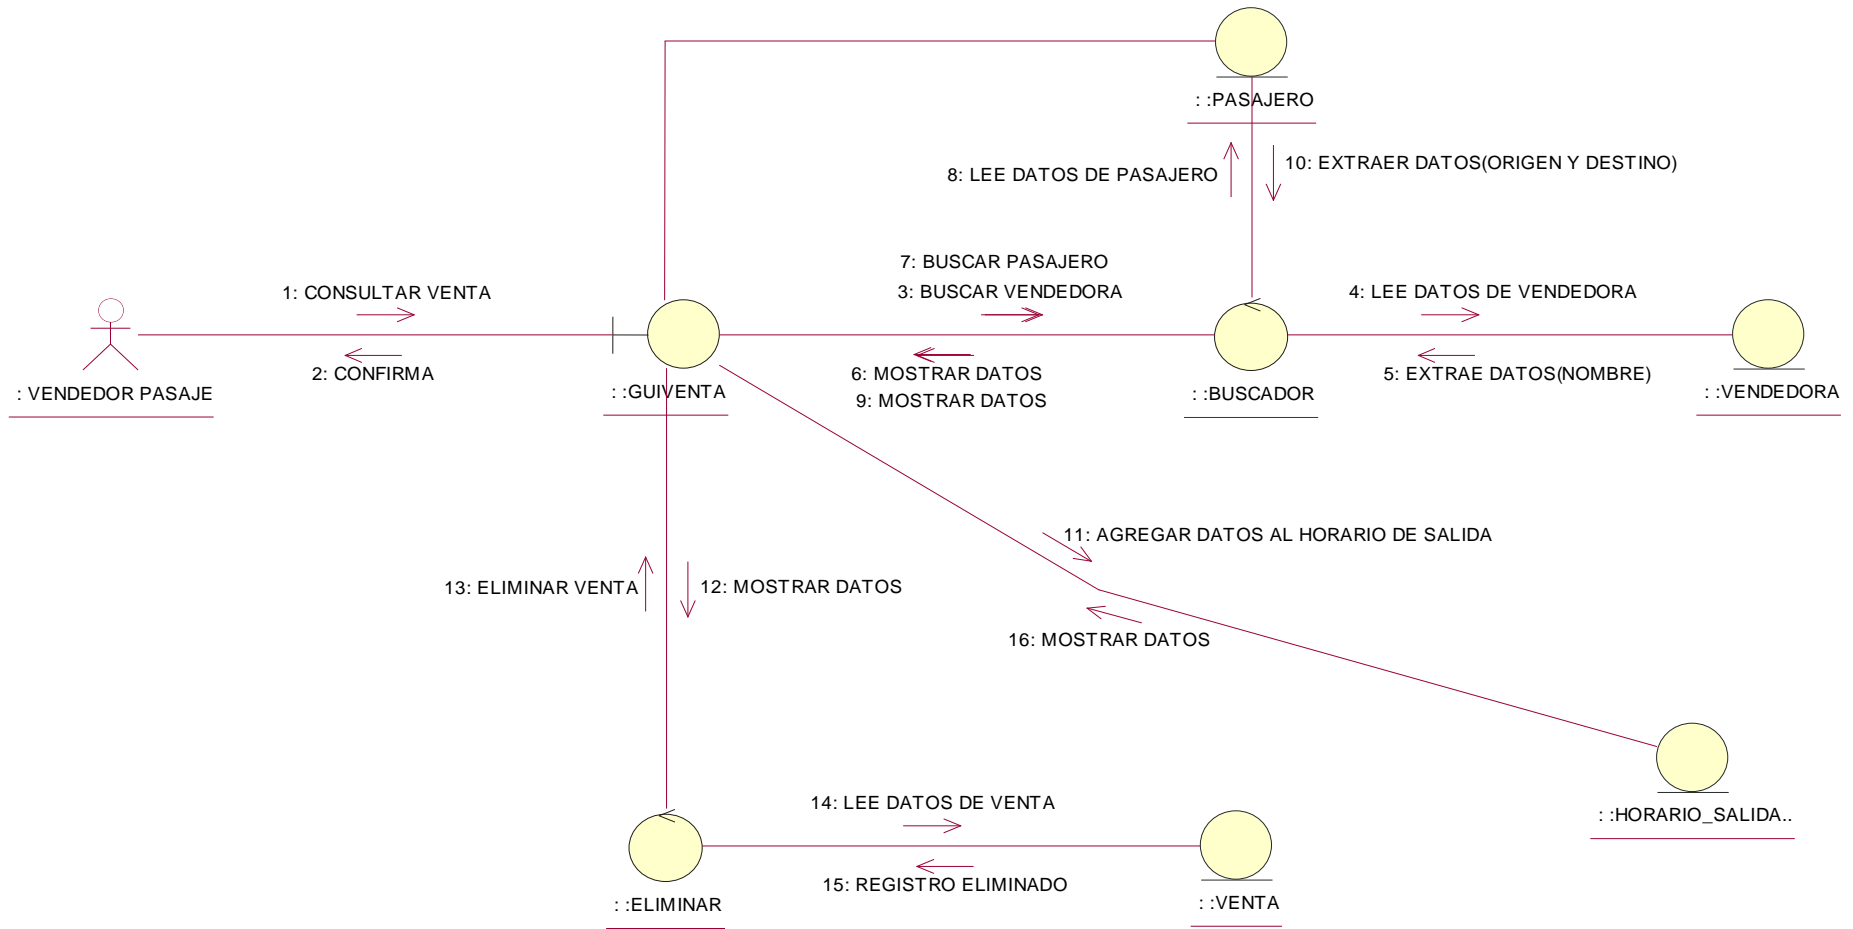 : :PASAJERO
8: LEE DATOS DE PASAJERO
10: EXTRAER DATOS(ORIGEN Y DESTINO)
7: BUSCAR PASAJERO
1: CONSULTAR VENTA
3: BUSCAR VENDEDORA
4: LEE DATOS DE VENDEDORA
2: CONFIRMA
6: MOSTRAR DATOS
5: EXTRAE DATOS(NOMBRE)
9: MOSTRAR DATOS
: VENDEDOR PASAJE
: :GUIVENTA
: :BUSCADOR
: :VENDEDORA
11: AGREGAR DATOS AL HORARIO DE SALIDA
13: ELIMINAR VENTA
12: MOSTRAR DATOS
16: MOSTRAR DATOS
14: LEE DATOS DE VENTA
: :HORARIO_SALIDA..
15: REGISTRO ELIMINADO
: :ELIMINAR
: :VENTA